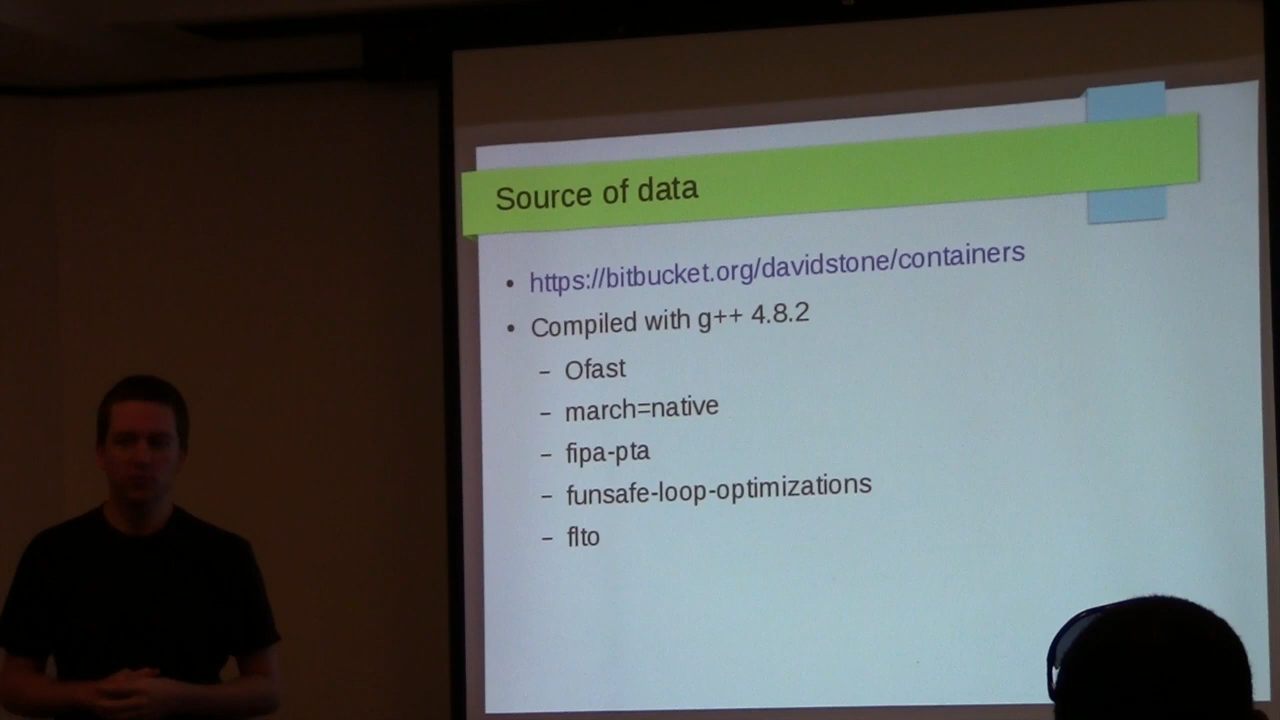 Source of data
• https://bitbucket.org/davidstone/containers
• Compiled with g++ 4.8.2
– Ofast
– march=native
– fipa-pta
– funsafe-loop-optimizations
– flto